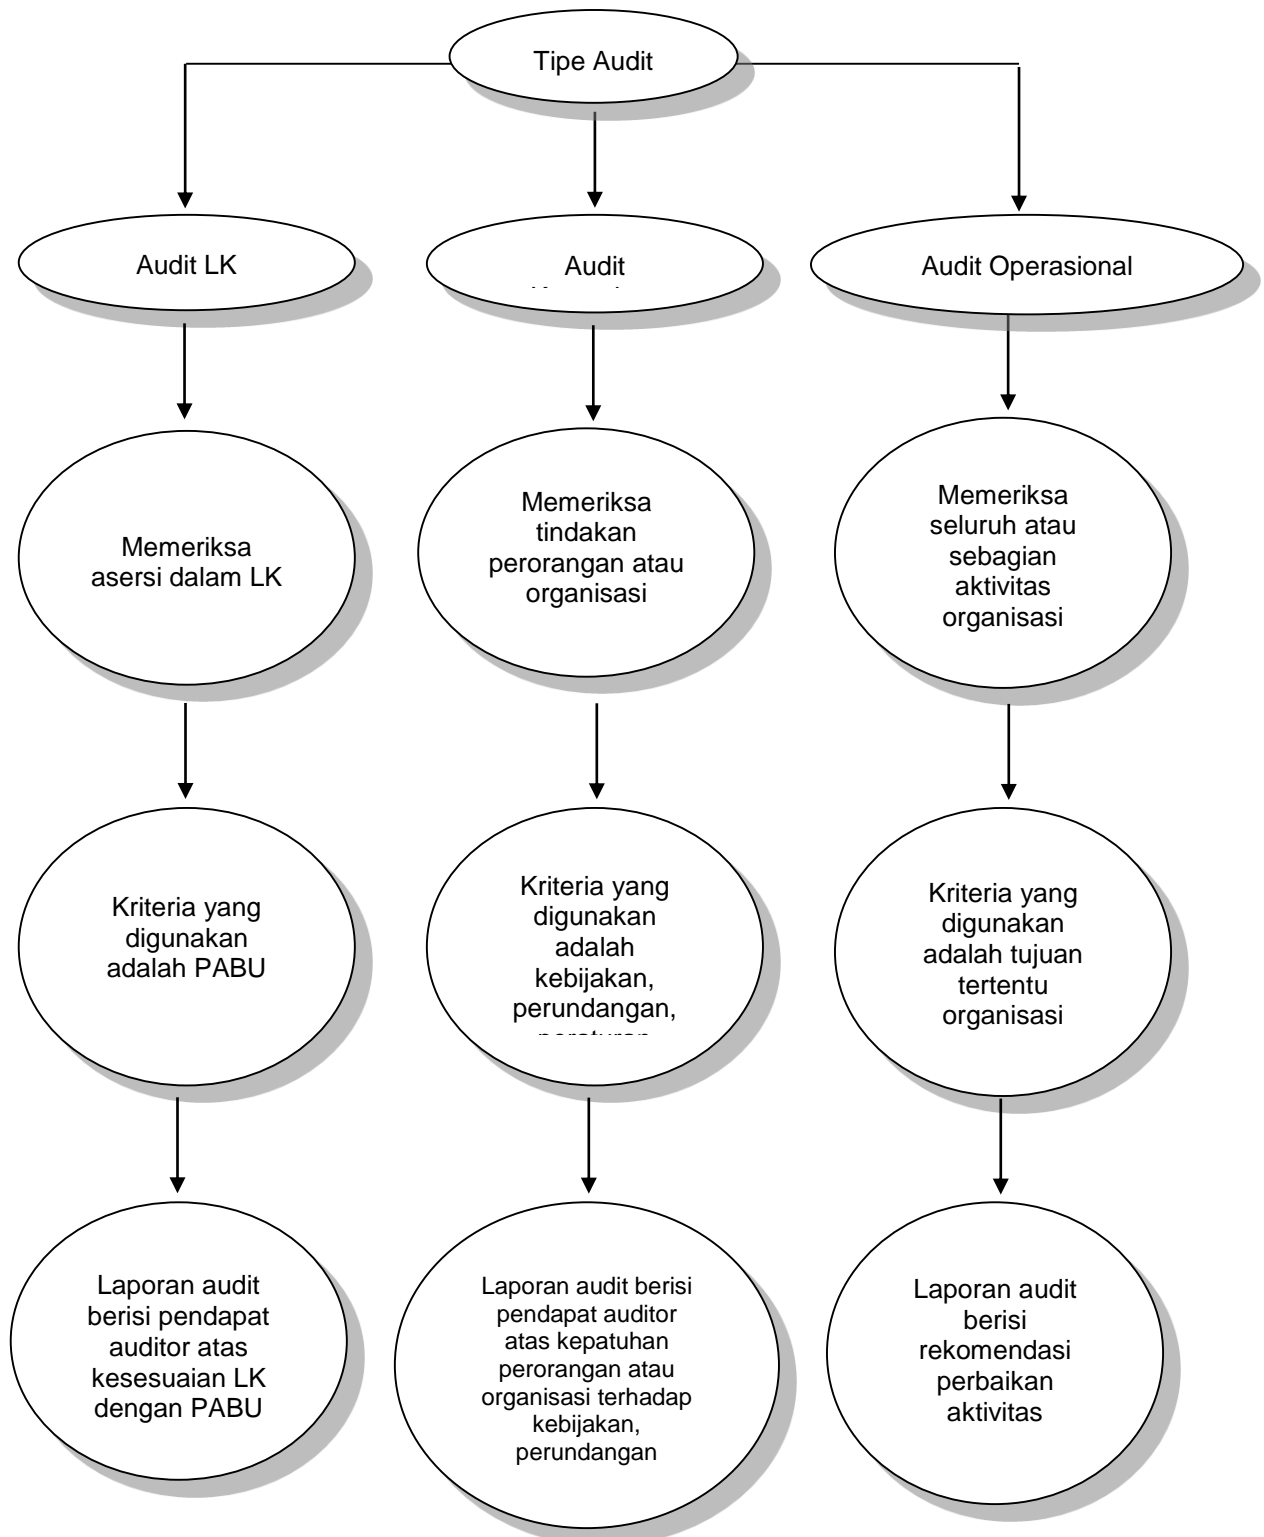 Tipe Audit
Audit LK
Audit
Audit Operasional
Memeriksa
asersi dalam LK
Memeriksa
tindakan
perorangan atau
organisasi
Memeriksa
seluruh atau
sebagian
aktivitas
organisasi
Kriteria yang
digunakan
adalah PABU
Kriteria yang
digunakan
adalah
kebijakan,
perundangan,
Kriteria yang
digunakan
adalah tujuan
tertentu
organisasi
Laporan audit
berisi pendapat
auditor atas
kesesuaian LK
dengan PABU
Laporan audit berisi
pendapat auditor
atas kepatuhan
perorangan atau
organisasi terhadap
kebijakan,
perundangan
Laporan audit
berisi
rekomendasi
perbaikan
aktivitas